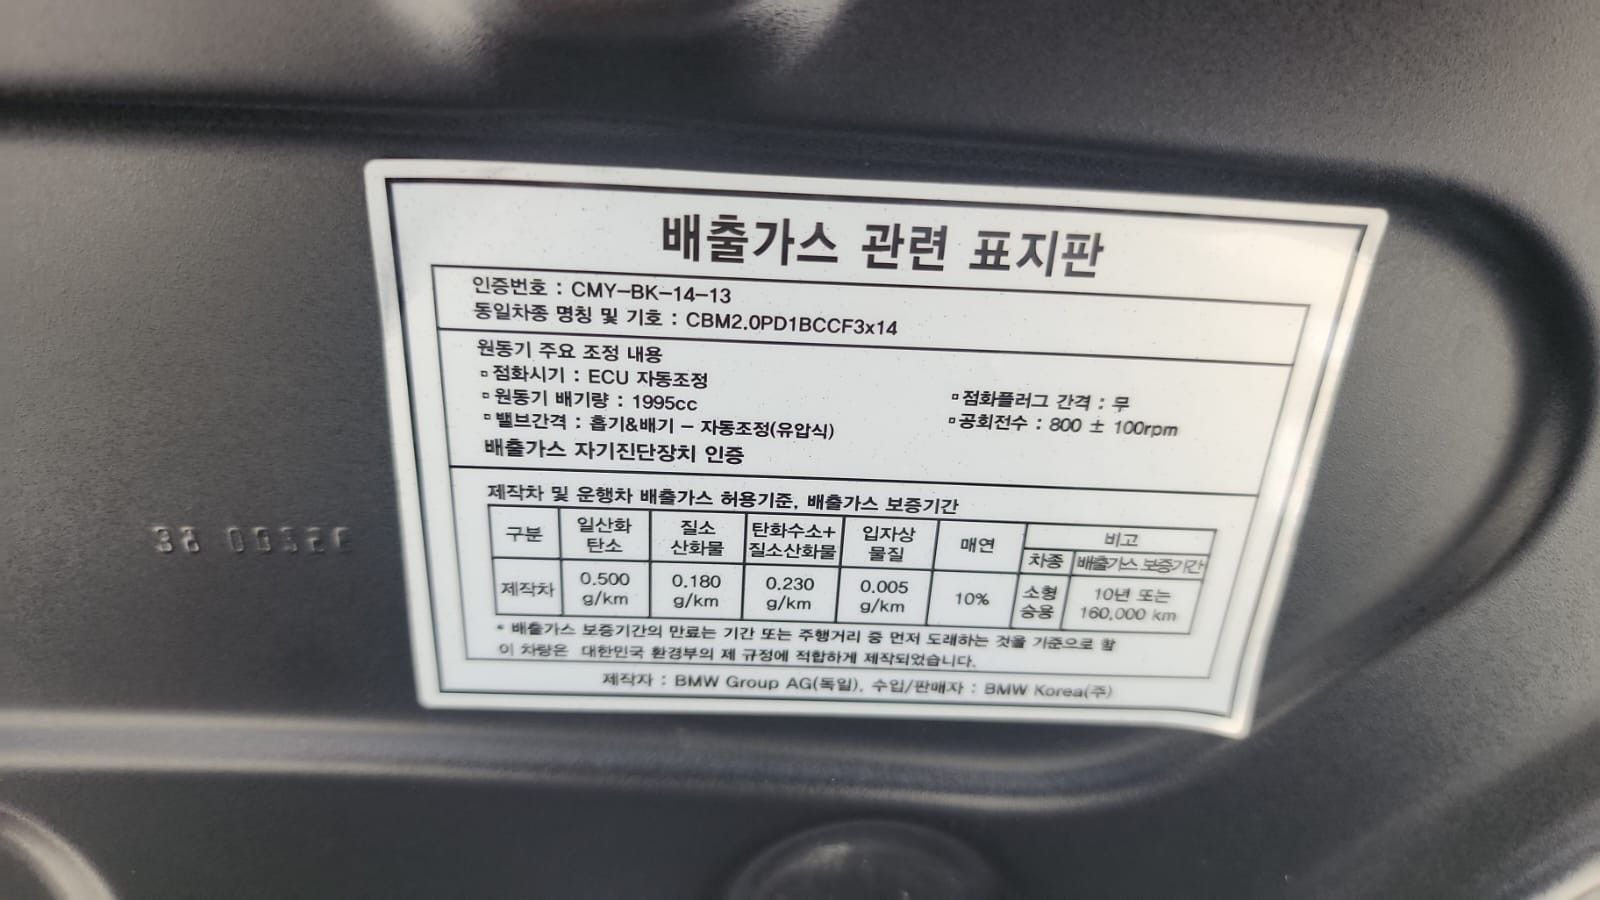 배출가스 관련 표지판
인증번호 : CMY-BK-14-13
동일차종 명칭 및 기호 : CBM2.0PD1BCCF3x14
원동기 주요 조정 내용
▫점화시기 : ECU 자동조정
▫점화플러그 간격 : 무
▫원동기 배기량 : 1995cc
▫공회전수 : 800 ± 100rpm
▫밸브간격 : 흡기&배기 - 자동조정(유압식)
배출가스 자기진단장치 인증
제작차 및 운행차 배출가스 허용기준, 배출가스 보증기간
구분 일산화탄소 질소산화물 탄화수소+질소산화물 입자상물질 매연 비고
차종 배출가스 보증기간
제작차 0.500 g/km 0.180 g/km 0.230 g/km 0.005 g/km 10% 소형승용 10년 또는 160,000 km
* 배출가스 보증기간의 만료는 기간 또는 주행거리 중 먼저 도래하는 것을 기준으로 함
이 차량은 대한민국 환경부의 제 규정에 적합하게 제작되었습니다.
제작자 : BMW Group AG(독일), 수입/판매자 : BMW Korea(주)